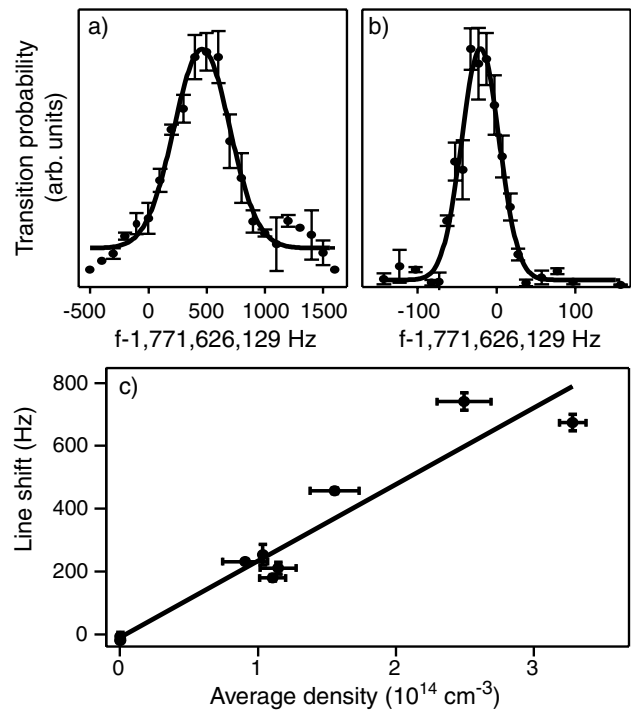 a)
b)
Transition probability
(arb. units)
-500 0 500 1000 1500
-100 0 100
f-1,771,626,129 Hz
f-1,771,626,129 Hz
c)
800
600
400
200
0
Line shift (Hz)
0 1 2 3
Average density (10¹⁴ cm⁻³)